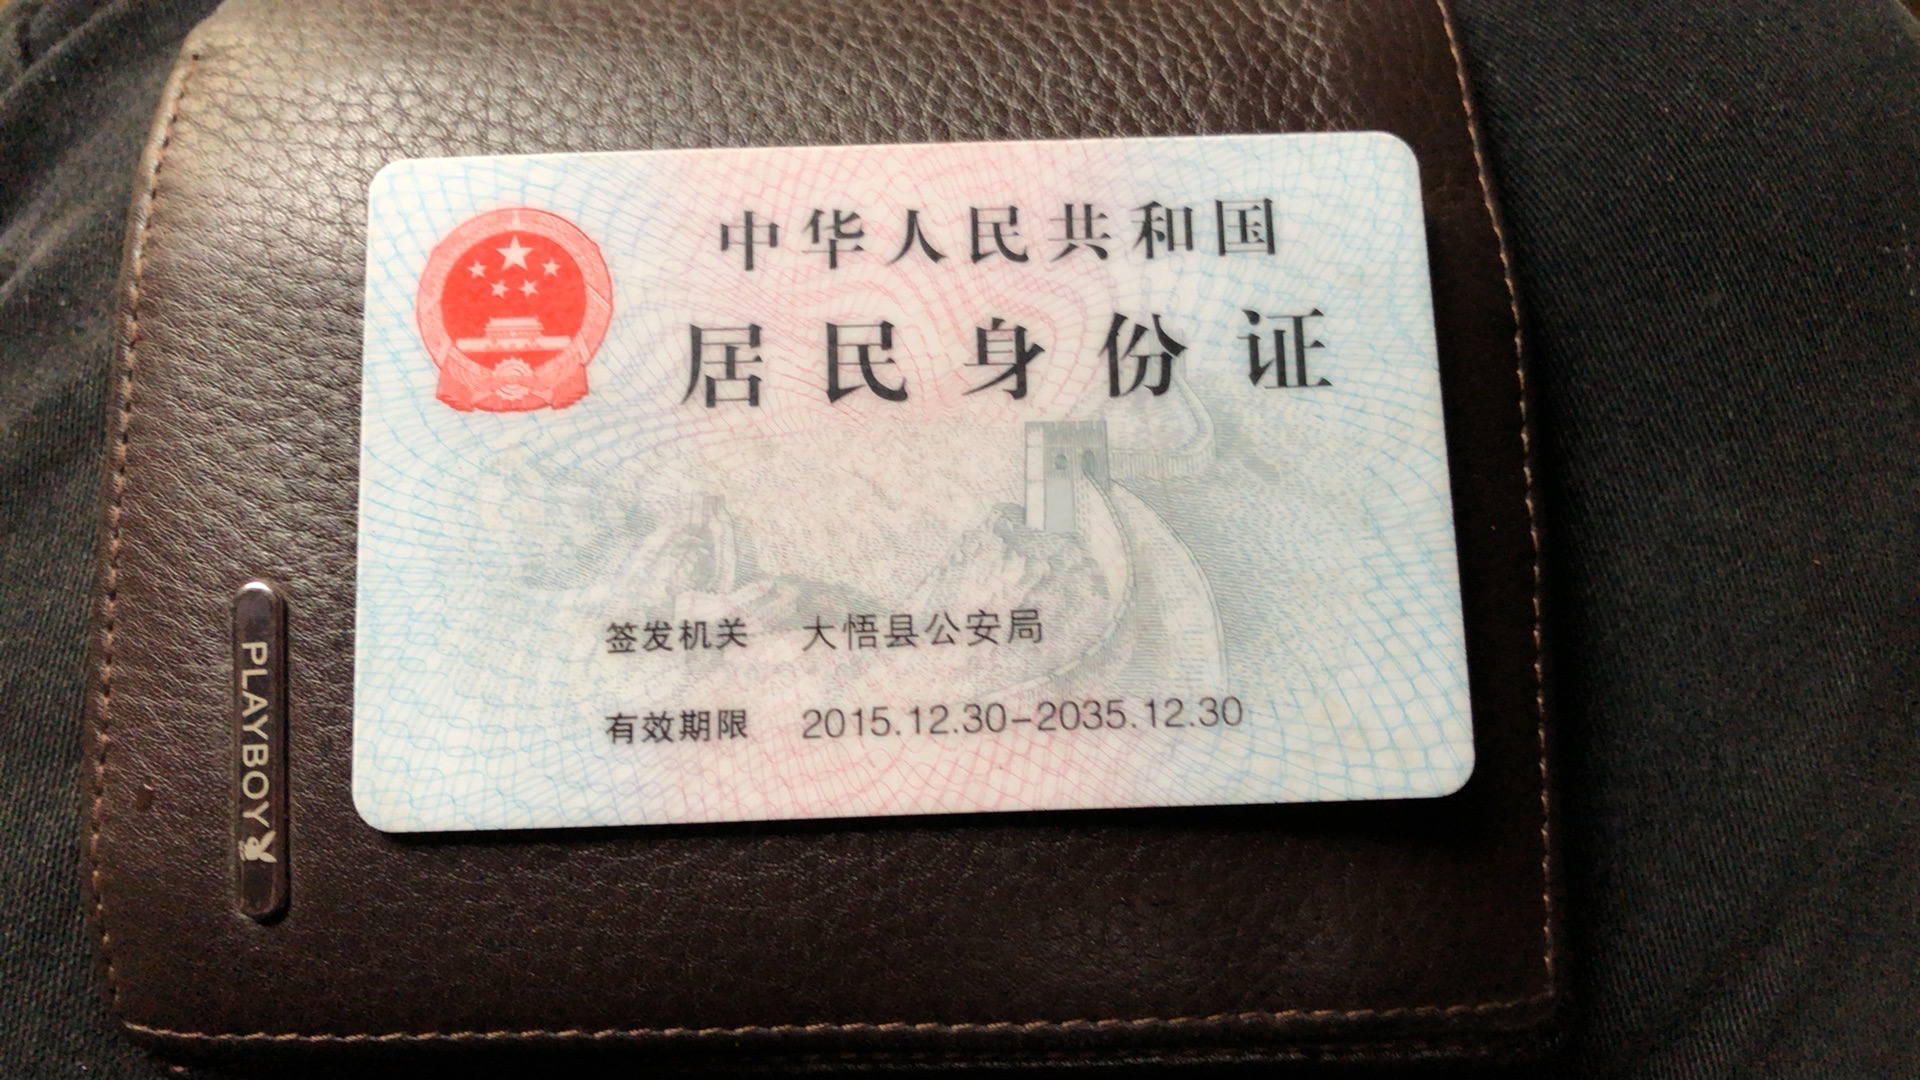 中华人民共和国
居民身份证
签发机关 大悟县公安局
有效期限 2015.12.30-2035.12.30
PLAYBOY